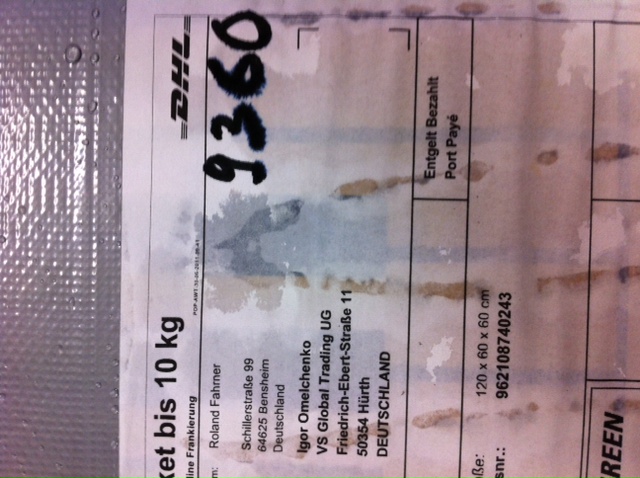 ket bis 10 kg
line Frankierung
DHL
9360
m: Roland Fahrner
Schillerstraße 99
64625 Bensheim
Deutschland
Igor Omelchenko
VS Global Trading UG
Friedrich-Ebert-Straße 11
50354 Hürth
DEUTSCHLAND
Entgelt Bezahlt
Port Payé
ße: 120 x 60 x 60 cm
snr.: 962108740243
REEN